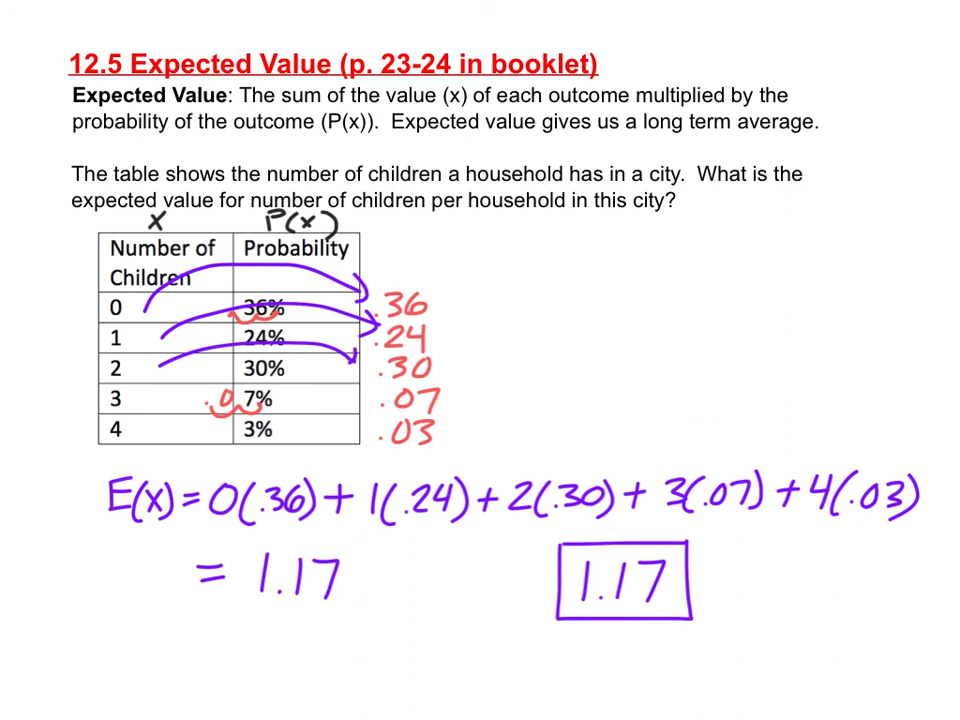 12.5 Expected Value (p. 23-24 in booklet)
Expected Value: The sum of the value (x) of each outcome multiplied by the
probability of the outcome (P(x)). Expected value gives us a long term average.
The table shows the number of children a household has in a city. What is the
expected value for number of children per household in this city?
x P(x)
Number of Children Probability
0 36% .36
1 24% .24
2 30% .30
3 .0 7% .07
4 3% .03
E(x) = 0(.36) + 1(.24) + 2(.30) + 3(.07) + 4(.03)
= 1.17 1.17